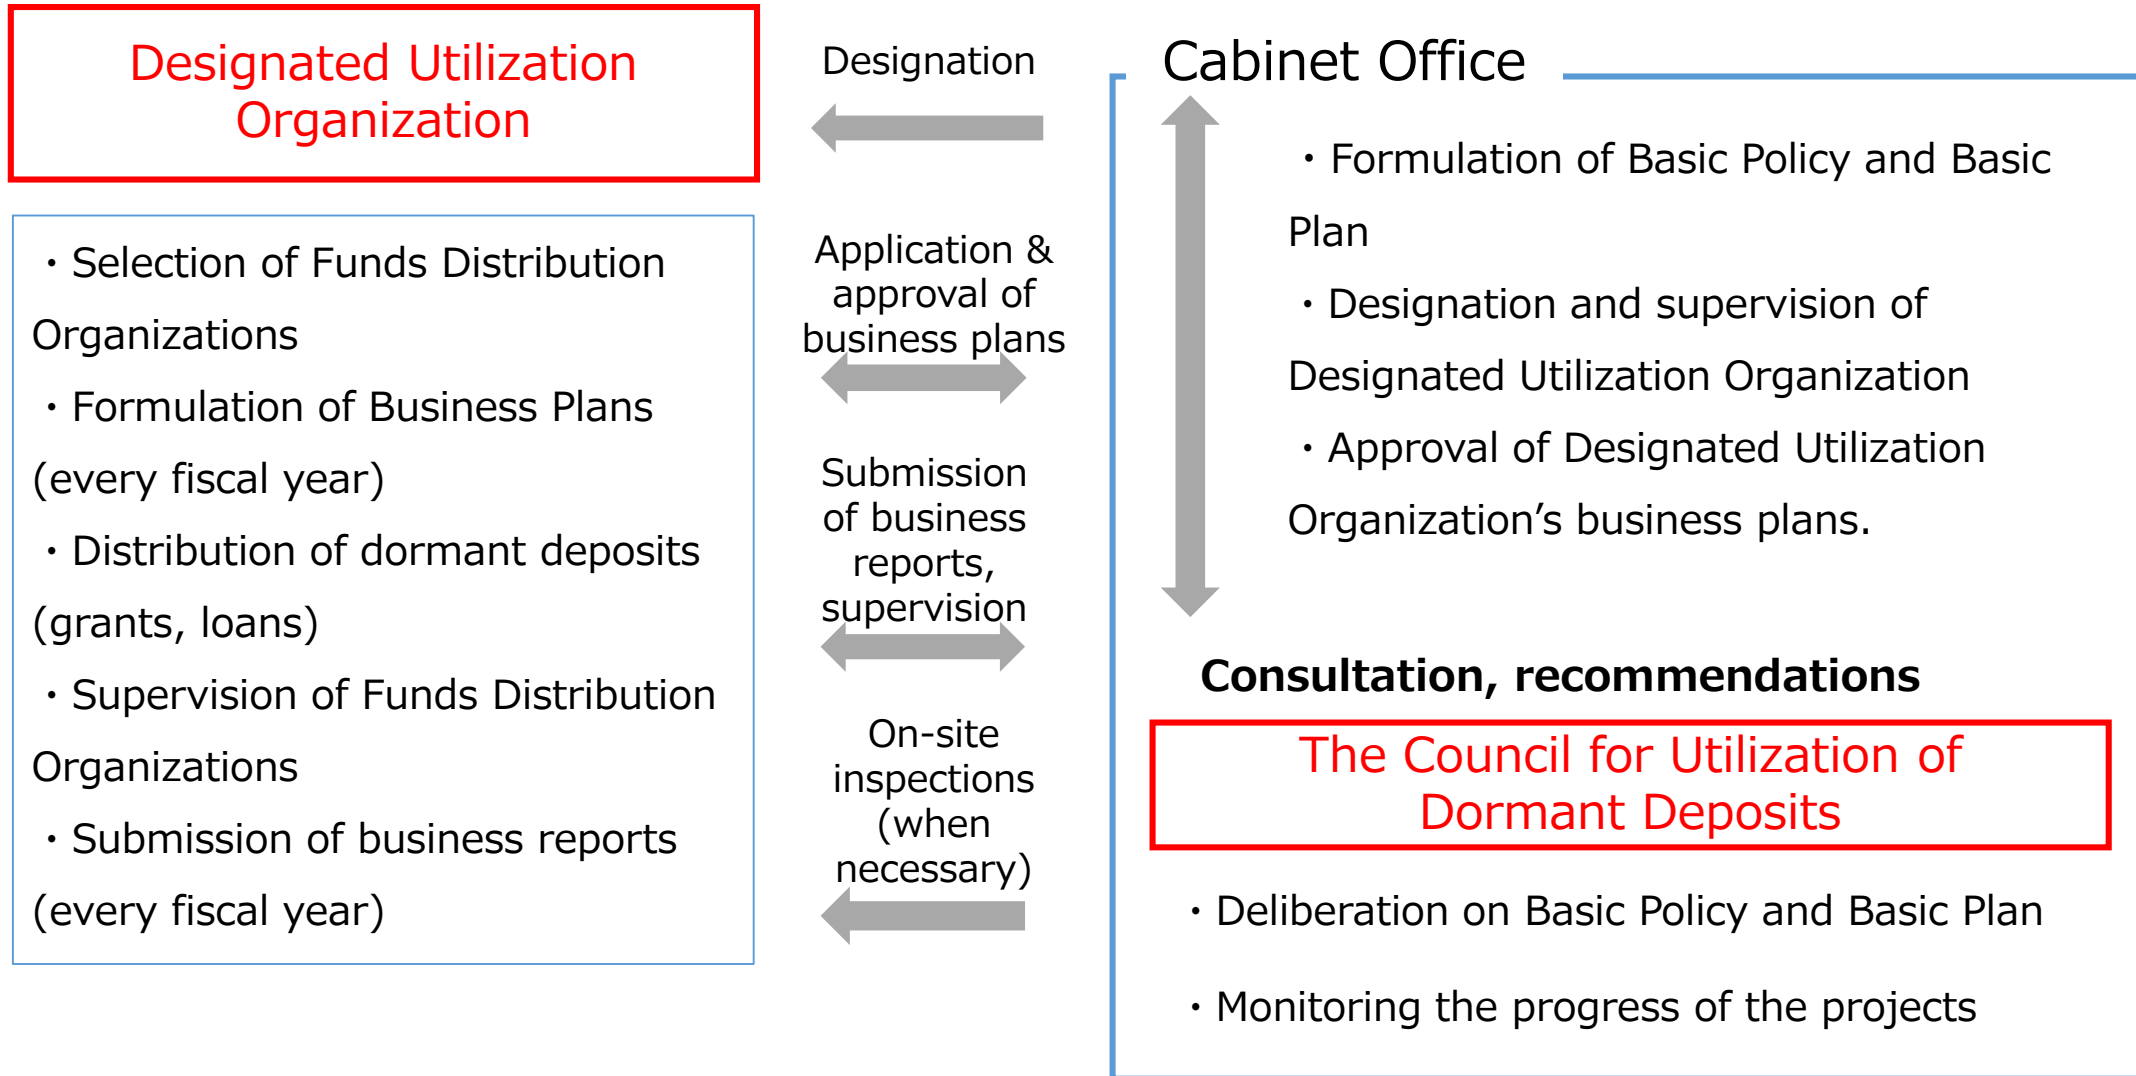 Designated Utilization
Organization
・Selection of Funds Distribution
Organizations
・Formulation of Business Plans
(every fiscal year)
・Distribution of dormant deposits
(grants, loans)
・Supervision of Funds Distribution
Organizations
・Submission of business reports
(every fiscal year)
Designation
Application &
approval of
business plans
Submission
of business
reports,
supervision
On-site
inspections
(when
necessary)
Cabinet Office
・Formulation of Basic Policy and Basic
Plan
・Designation and supervision of
Designated Utilization Organization
・Approval of Designated Utilization
Organization’s business plans.
Consultation, recommendations
The Council for Utilization of
Dormant Deposits
・Deliberation on Basic Policy and Basic Plan
・Monitoring the progress of the projects